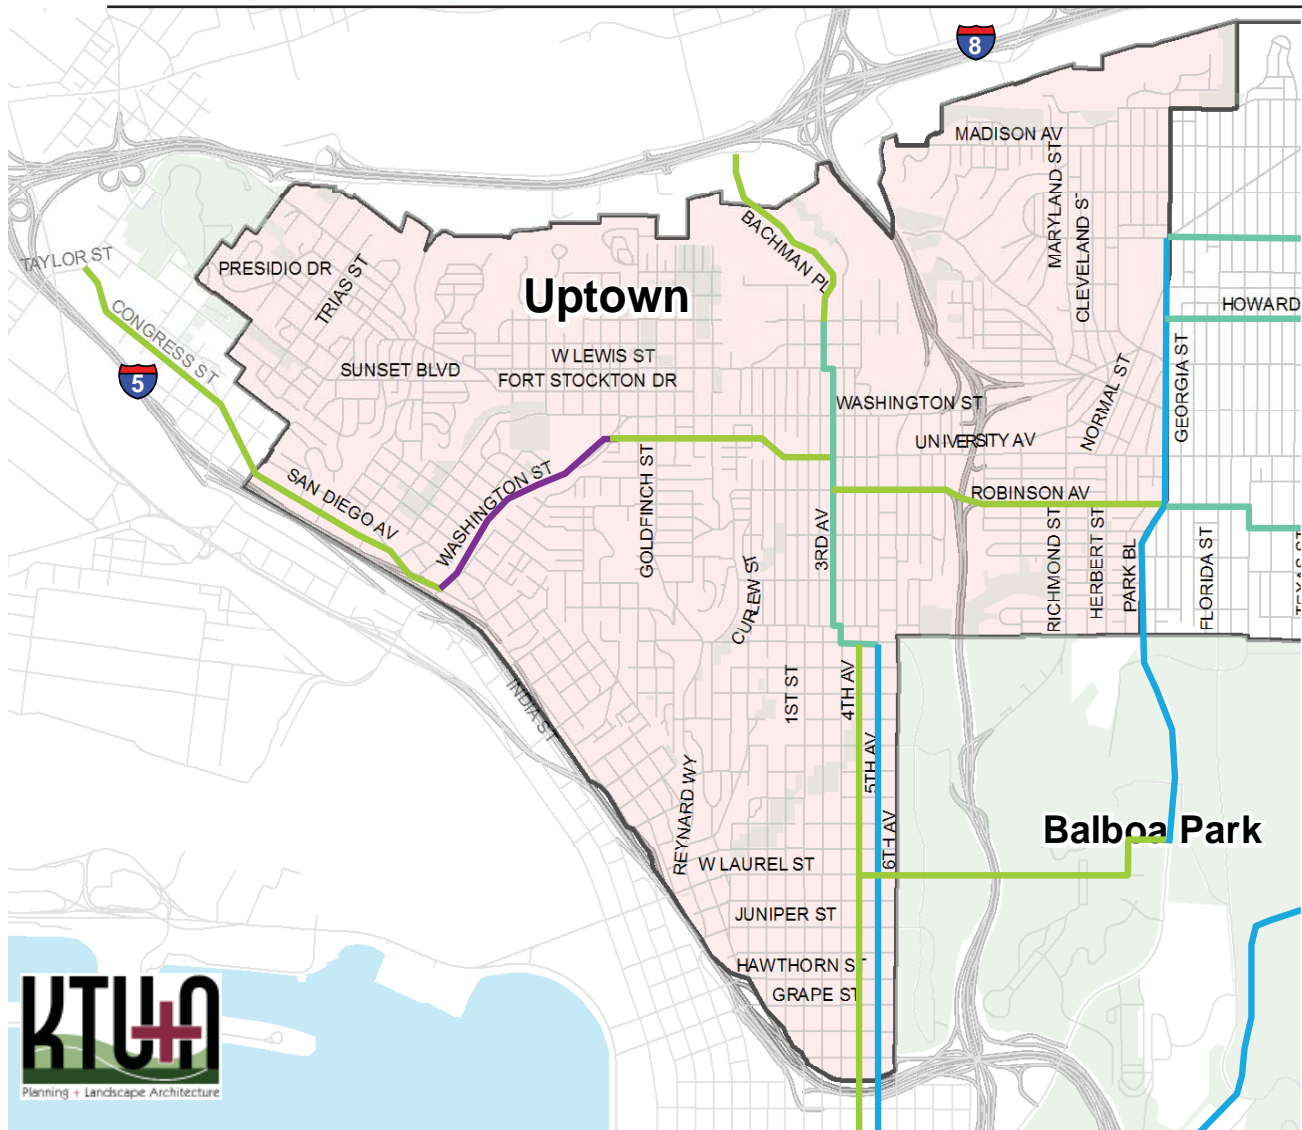 8
MADISON AV
MARYLAND ST
CLEVELAND ST
TAYLOR ST
PRESIDIO DR
TRIAS ST
BACHMAN PL
Uptown
HOWARD
CONGRESS ST
5
SUNSET BLVD
W LEWIS ST
FORT STOCKTON DR
GEORGIA ST
NORMAL ST
WASHINGTON ST
UNIVERSITY AV
SAN DIEGO AV
WASHINGTON ST
GOLDFINCH ST
ROBINSON AV
3RD AV
RICHMOND ST
HERBERT ST
PARK BL
FLORIDA ST
TEXAS ST
CURLEW ST
INDIA ST
1ST ST
4TH AV
5TH AV
6TH AV
REYNARD WY
Balboa Park
W LAUREL ST
JUNIPER ST
HAWTHORN ST
GRAPE ST
KTU+A
Planning + Landscape Architecture